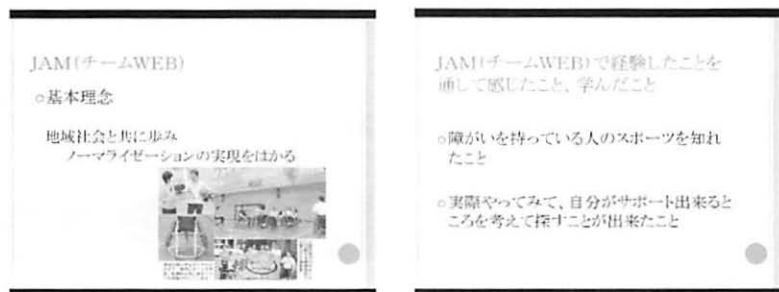 JAM(チームWEB)
○基本理念
地域社会と共に歩み
ノーマライゼーションの実現をはかる
JAM(チームWEB)で経験したことを
通して感じたこと、学んだこと
○障がいを持っている人のスポーツを知れ
たこと
○実際やってみて、自分がサポート出来ると
ころを考えて探すことが出来たこと